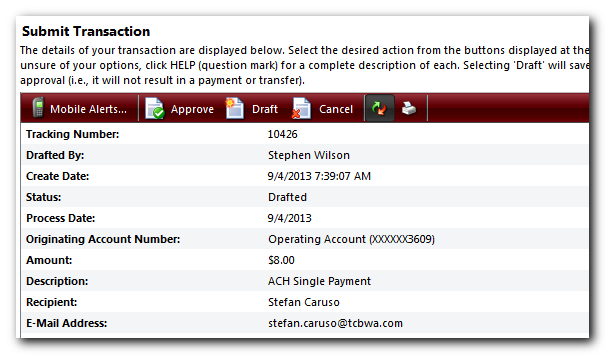 Submit Transaction
The details of your transaction are displayed below. Select the desired action from the buttons displayed at the
unsure of your options, click HELP (question mark) for a complete description of each. Selecting 'Draft' will save
approval (i.e., it will not result in a payment or transfer).
Mobile Alerts... Approve Draft Cancel
Tracking Number: 10426
Drafted By: Stephen Wilson
Create Date: 9/4/2013 7:39:07 AM
Status: Drafted
Process Date: 9/4/2013
Originating Account Number: Operating Account (XXXXXX3609)
Amount: $8.00
Description: ACH Single Payment
Recipient: Stefan Caruso
E-Mail Address: stefan.caruso@tcbwa.com